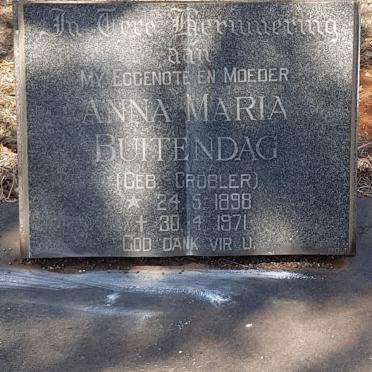 In Tere Herinnering
aan
MY EGGENOTE EN MOEDER
ANNA MARIA
BUITENDAG
(GEB. GROBLER)
★ 24. 5. 1898
✝ 30. 4. 1971
GOD DANK VIR U.